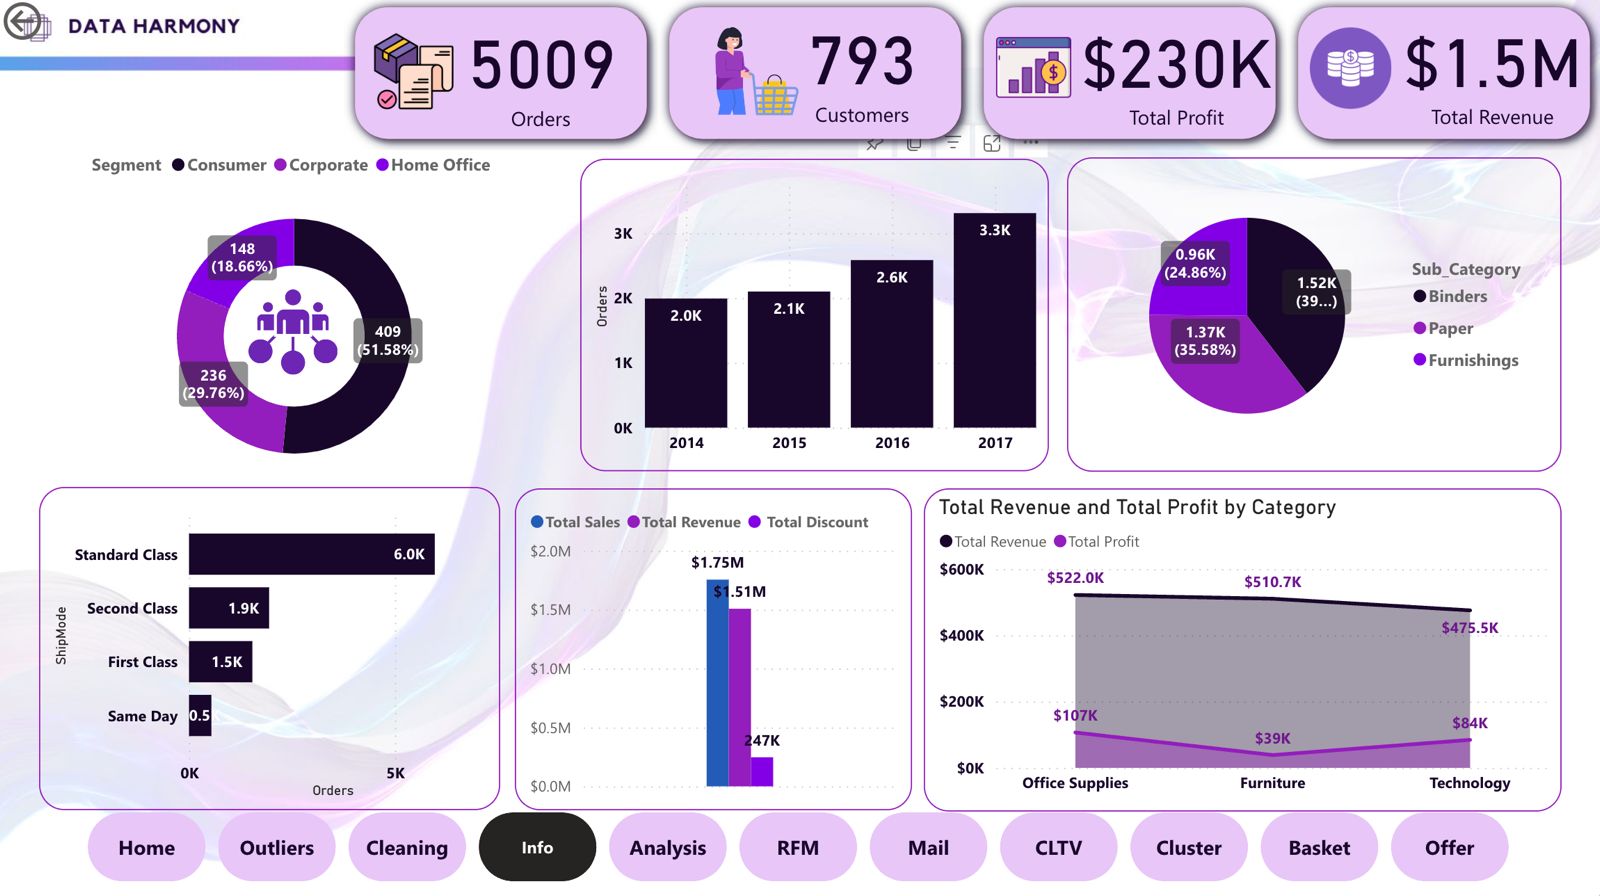 DATA HARMONY
5009
Orders
793
Customers
$230K
Total Profit
$1.5M
Total Revenue
Segment Consumer Corporate Home Office
148
(18.66%)
409
(51.58%)
236
(29.76%)
Orders
3K
2K
1K
0K
2.0K
2.1K
2.6K
3.3K
2014
2015
2016
2017
0.96K
(24.86%)
1.52K
(39...)
1.37K
(35.58%)
Sub_Category
Binders
Paper
Furnishings
ShipMode
Standard Class
6.0K
Second Class
1.9K
First Class
1.5K
Same Day
0.5
0K
5K
Orders
Total Sales Total Revenue Total Discount
$2.0M
$1.5M
$1.0M
$0.5M
$0.0M
$1.75M
$1.51M
247K
Total Revenue and Total Profit by Category
Total Revenue Total Profit
$600K
$400K
$200K
$0K
$522.0K
$510.7K
$475.5K
$107K
$39K
$84K
Office Supplies
Furniture
Technology
Home
Outliers
Cleaning
Info
Analysis
RFM
Mail
CLTV
Cluster
Basket
Offer